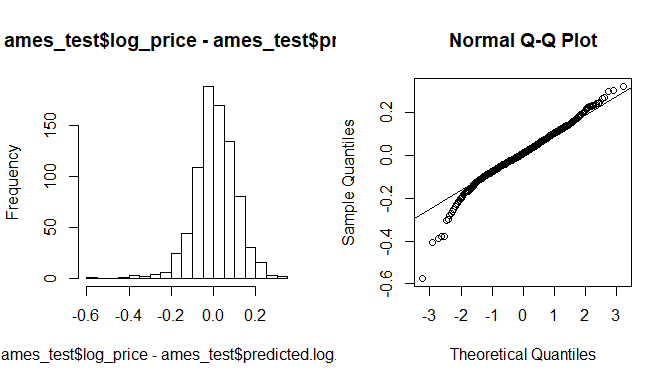 ames_test$log_price - ames_test$pr
Frequency
150
100
50
0
-0.6 -0.4 -0.2 0.0 0.2
ames_test$log_price - ames_test$predicted.log.
Normal Q-Q Plot
Sample Quantiles
0.2
0.0
-0.2
-0.4
-0.6
-3 -2 -1 0 1 2 3
Theoretical Quantiles